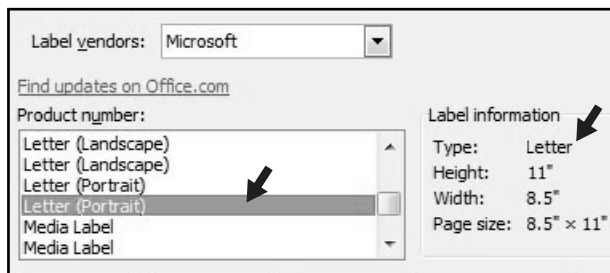 Label vendors: Microsoft
Find updates on Office.com
Product number:
Letter (Landscape)
Letter (Landscape)
Letter (Portrait)
Letter (Portrait)
Media Label
Media Label
Label information
Type: Letter
Height: 11"
Width: 8.5"
Page size: 8.5" × 11"